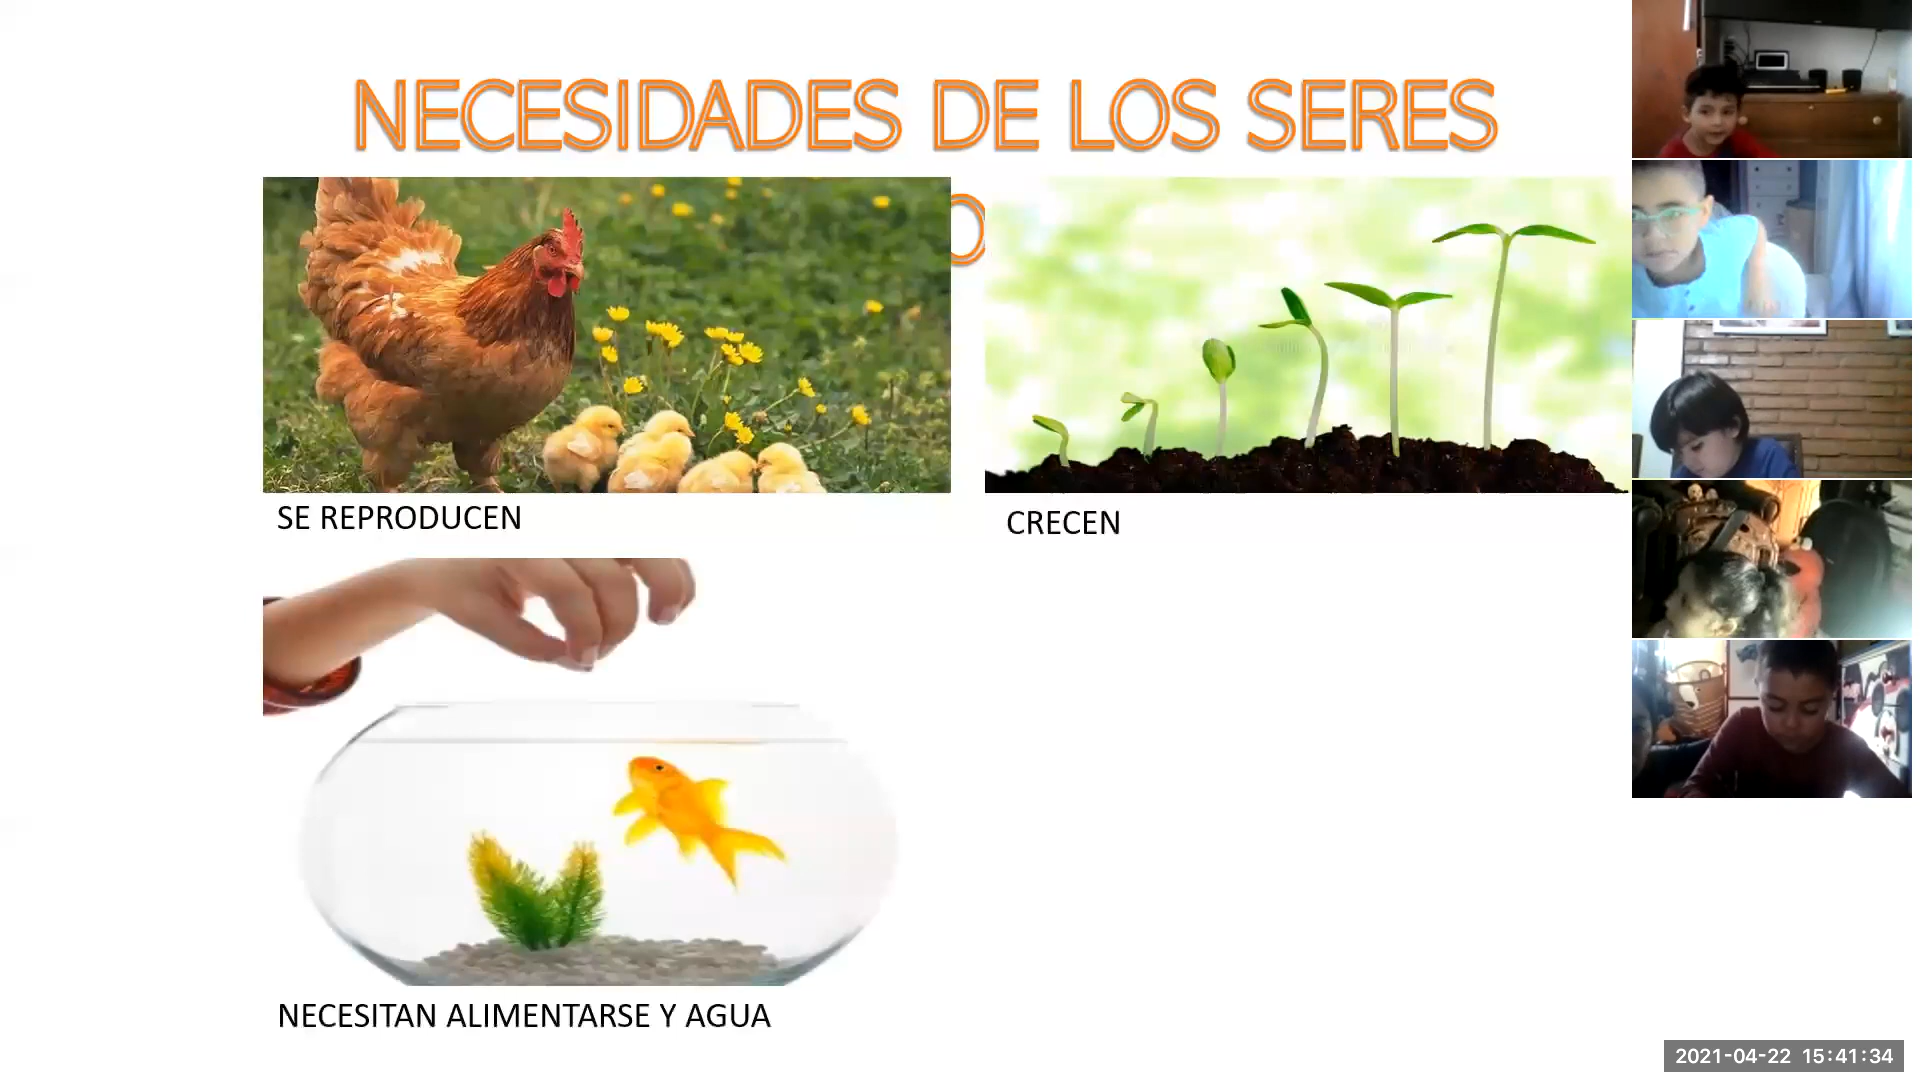 NECESIDADES DE LOS SERES
SE REPRODUCEN
CRECEN
NECESITAN ALIMENTARSE Y AGUA
2021-04-22 15:41:34